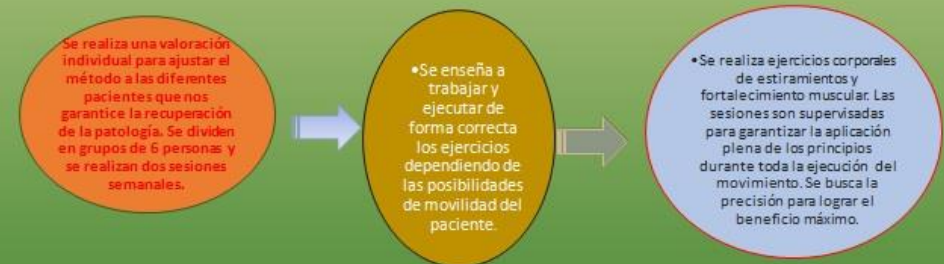 Se realiza una valoración
individual para ajustar el
método a las diferentes
pacientes que nos
garantice la recuperación
de la patología. Se dividen
en grupos de 6 personas y
se realizan dos sesiones
semanales.
•Se enseña a
trabajar y
ejecutar de
forma correcta
los ejercicios
dependiendo de
las posibilidades
de movilidad del
paciente.
•Se realiza ejercicios corporales
de estiramientos y
fortalecimiento muscular. Las
sesiones son supervisadas
para garantizar la aplicación
plena de los principios
durante toda la ejecución del
movimiento. Se busca la
precisión para lograr el
beneficio máximo.